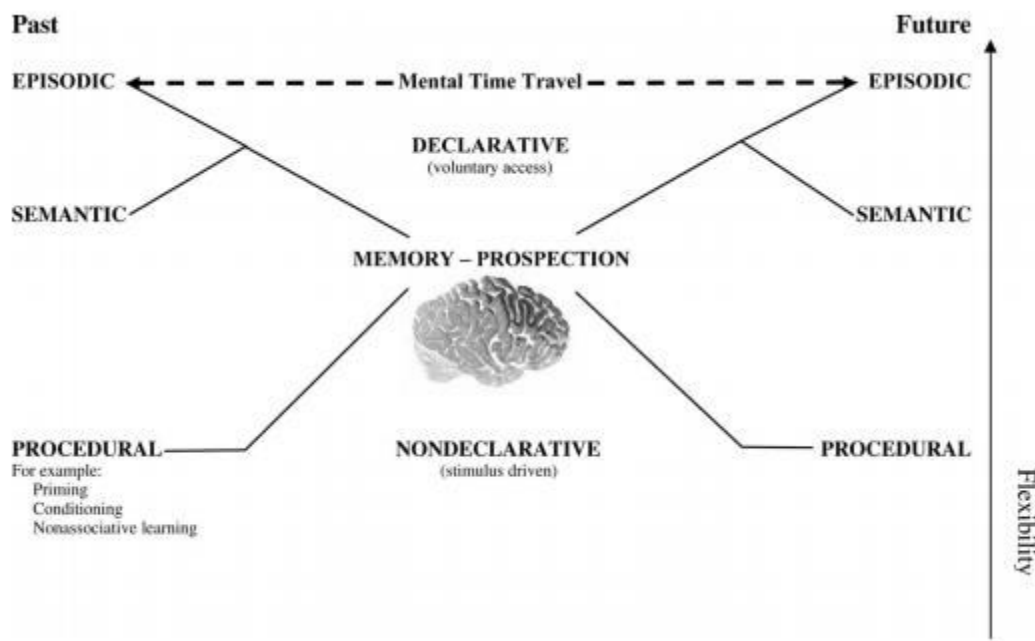 Past
Future
EPISODIC
Mental Time Travel
EPISODIC
DECLARATIVE
(voluntary access)
SEMANTIC
SEMANTIC
MEMORY – PROSPECTION
PROCEDURAL
NONDECLARATIVE
PROCEDURAL
For example:
(stimulus driven)
Priming
Conditioning
Nonassociative learning
Flexibility